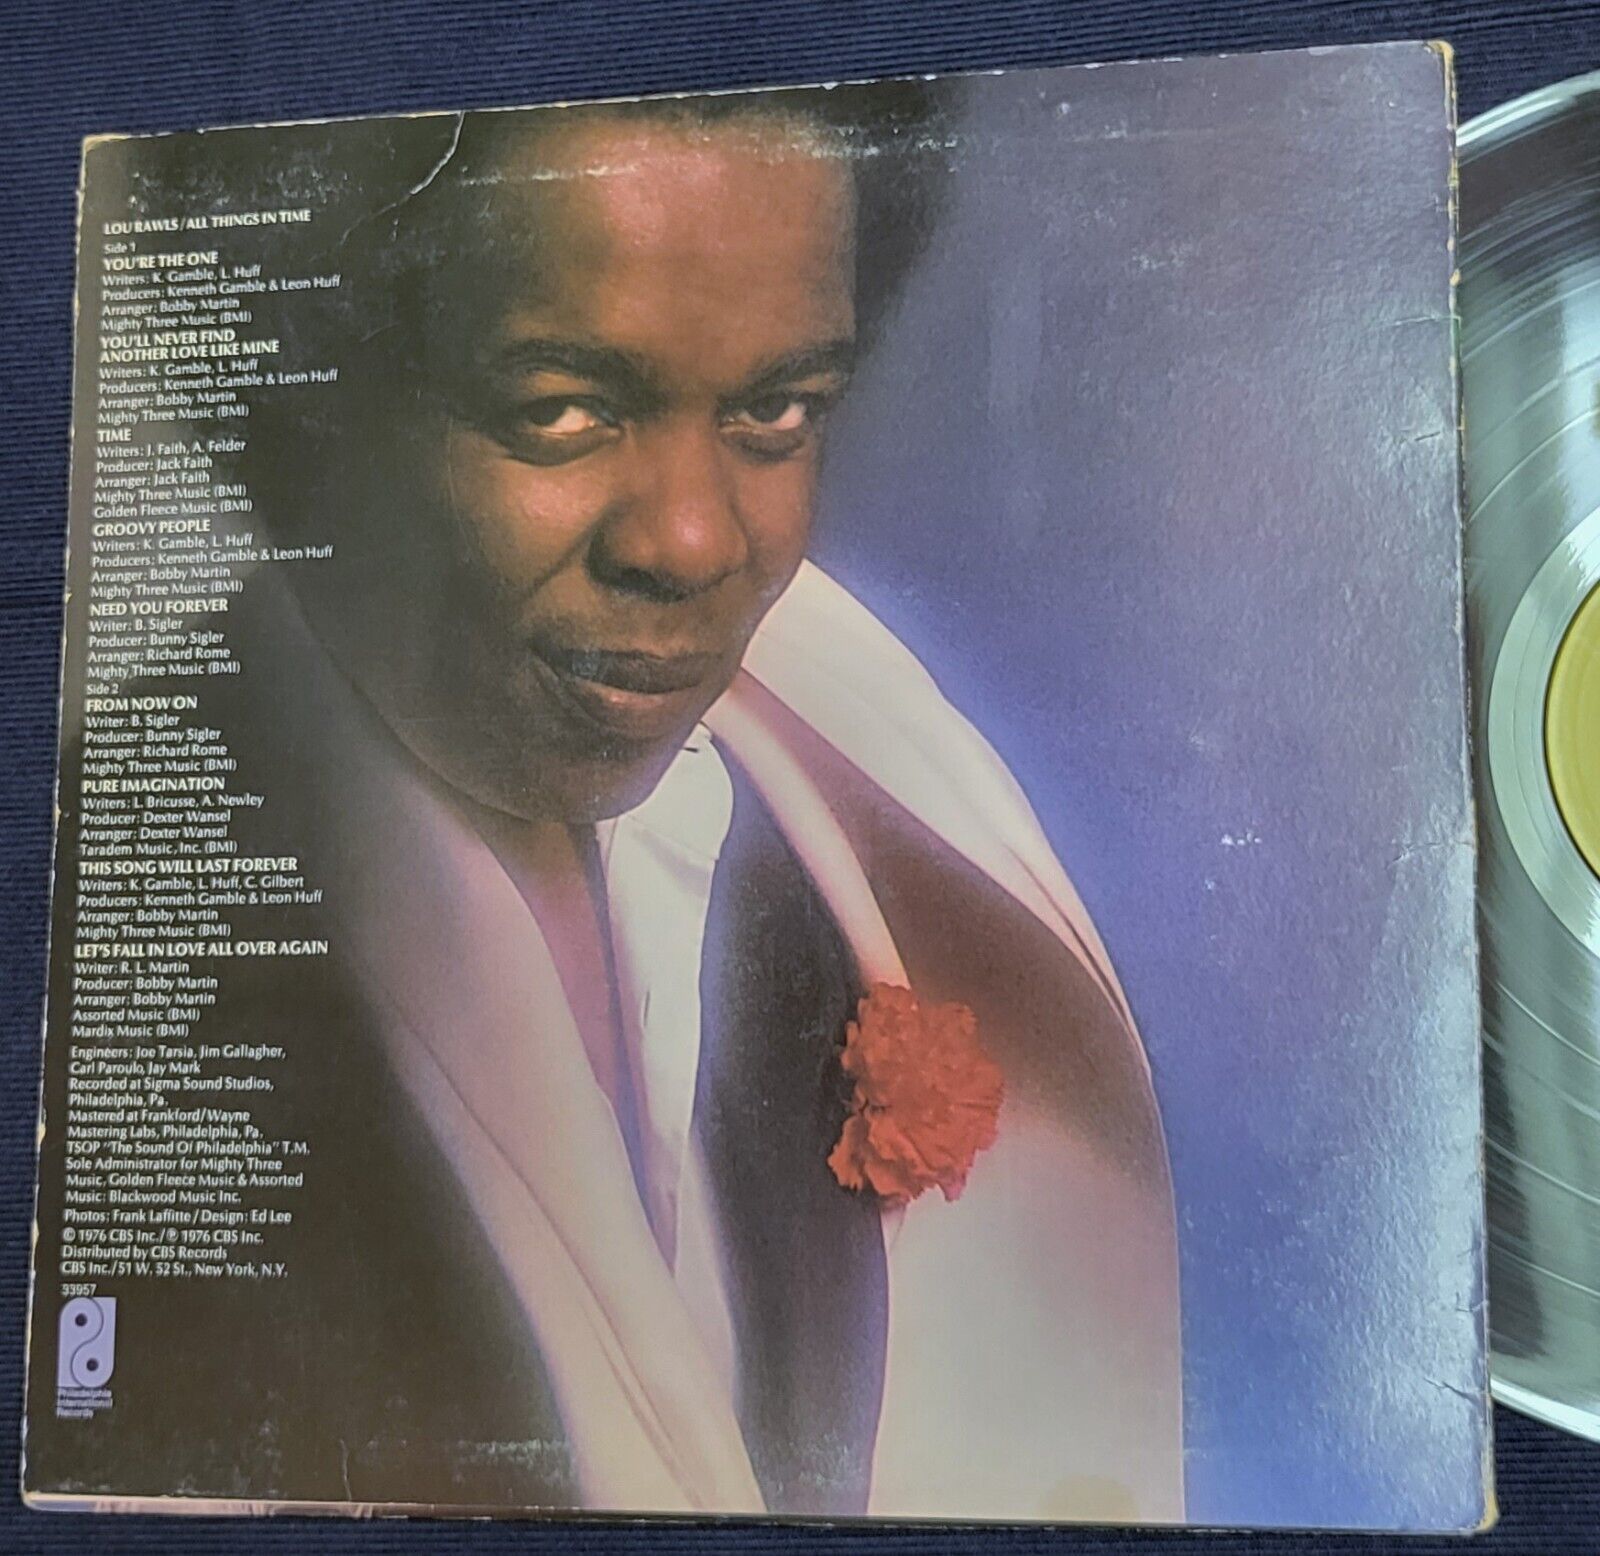 LOU RAWLS/ALL THINGS IN TIME
Side 1
YOU'RE THE ONE
Writers: K. Gamble, L. Huff
Producers: Kenneth Gamble & Leon Huff
Arranger: Bobby Martin
Mighty Three Music (BMI)
YOU'LL NEVER FIND
ANOTHER LOVE LIKE MINE
Writers: K. Gamble, L. Huff
Producers: Kenneth Gamble & Leon Huff
Arranger: Bobby Martin
Mighty Three Music (BMI)
TIME
Writers: J. Faith, A. Felder
Producer: Jack Faith
Arranger: Jack Faith
Mighty Three Music (BMI)
Golden Fleece Music (BMI)
GROOVY PEOPLE
Writers: K. Gamble, L. Huff
Producers: Kenneth Gamble & Leon Huff
Arranger: Bobby Martin
Mighty Three Music (BMI)
NEED YOU FOREVER
Writer: B. Sigler
Producer: Bunny Sigler
Arranger: Richard Rome
Mighty Three Music (BMI)
Side 2
FROM NOW ON
Writer: B. Sigler
Producer: Bunny Sigler
Arranger: Richard Rome
Mighty Three Music (BMI)
PURE IMAGINATION
Writers: L. Bricusse, A. Newley
Producer: Dexter Wansel
Arranger: Dexter Wansel
Taradem Music, Inc. (BMI)
THIS SONG WILL LAST FOREVER
Writers: K. Gamble, L. Huff, C. Gilbert
Producers: Kenneth Gamble & Leon Huff
Arranger: Bobby Martin
Mighty Three Music (BMI)
LET'S FALL IN LOVE ALL OVER AGAIN
Writer: R. L. Martin
Producer: Bobby Martin
Arranger: Bobby Martin
Assorted Music (BMI)
Mardix Music (BMI)
Engineers: Joe Tarsia, Jim Gallagher,
Carl Paroulo, Jay Mark
Recorded at Sigma Sound Studios,
Philadelphia, Pa.
Mastered at Frankford/Wayne
Mastering Labs, Philadelphia, Pa.
TSOP "The Sound Of Philadelphia" T.M.
Sole Administrator for Mighty Three
Music, Golden Fleece Music & Assorted
Music: Blackwood Music Inc.
Photos: Frank Laffitte/Design: Ed Lee
© 1976 CBS Inc./℗ 1976 CBS Inc.
Distributed by CBS Records
CBS Inc./51 W. 52 St., New York, N.Y.
33957
Philadelphia
International
Records